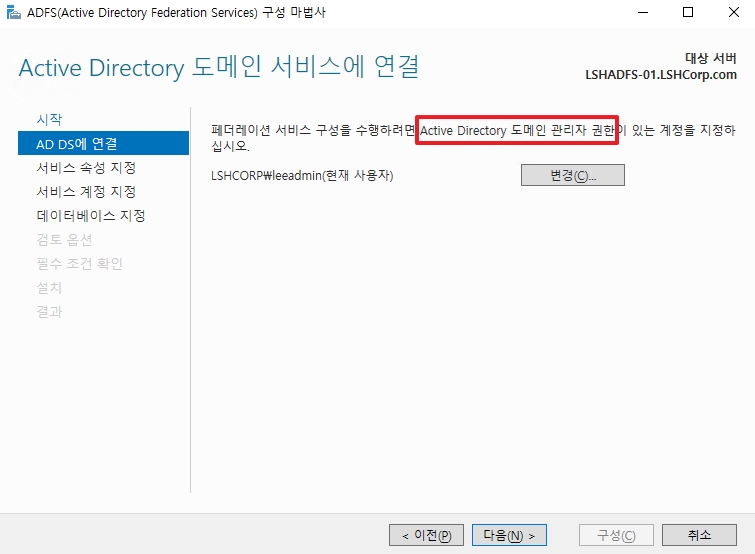 ADFS(Active Directory Federation Services) 구성 마법사
Active Directory 도메인 서비스에 연결
대상 서버
LSHADFS-01.LSHCorp.com
시작
AD DS에 연결
서비스 속성 지정
서비스 계정 지정
데이터베이스 지정
검토 옵션
필수 조건 확인
설치
결과
페더레이션 서비스 구성을 수행하려면 Active Directory 도메인 관리자 권한이 있는 계정을 지정하
십시오.
LSHCORP₩leeadmin(현재 사용자)
변경(C)...
< 이전(P)
다음(N) >
구성(C)
취소